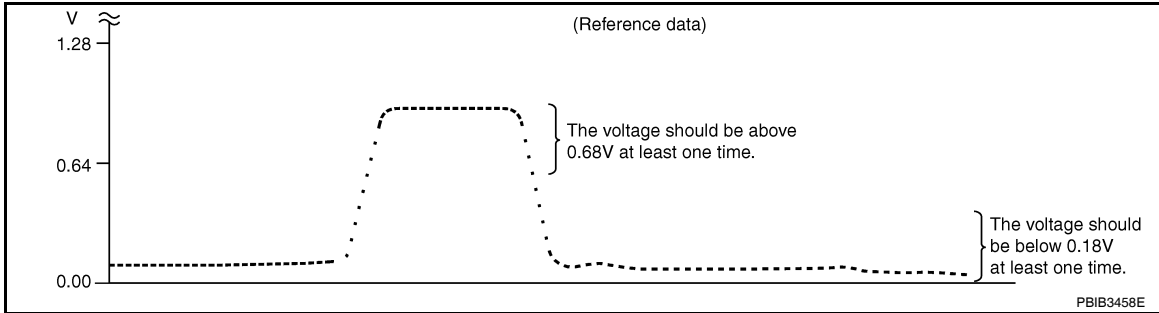 V
(Reference data)
1.28
The voltage should be above
0.68V at least one time.
0.64
The voltage should
be below 0.18V
at least one time.
0.00
PBIB3458E